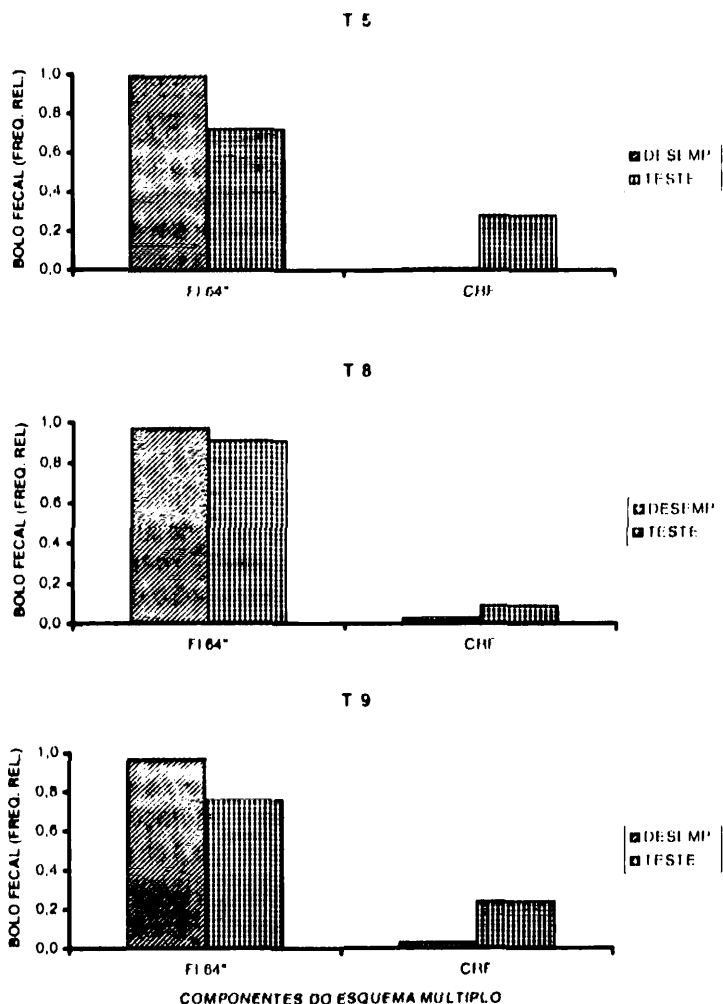 T 5
BOLO FECAL (FREQ. REL.)
1,0
0,8
0,6
0,4
0,2
0,0
FI 64"
CRF
DESEMP
TESTE
T 8
BOLO FECAL (FREQ. REL)
1,0
0,8
0,6
0,4
0,2
0,0
FI 64"
CRF
DESEMP
TESTE
T 9
BOLO FECAL (FREQ. REL.)
1,0
0,8
0,6
0,4
0,2
0,0
FI 64"
CRF
DESEMP
TESTE
COMPONENTES DO ESQUEMA MULTIPLO